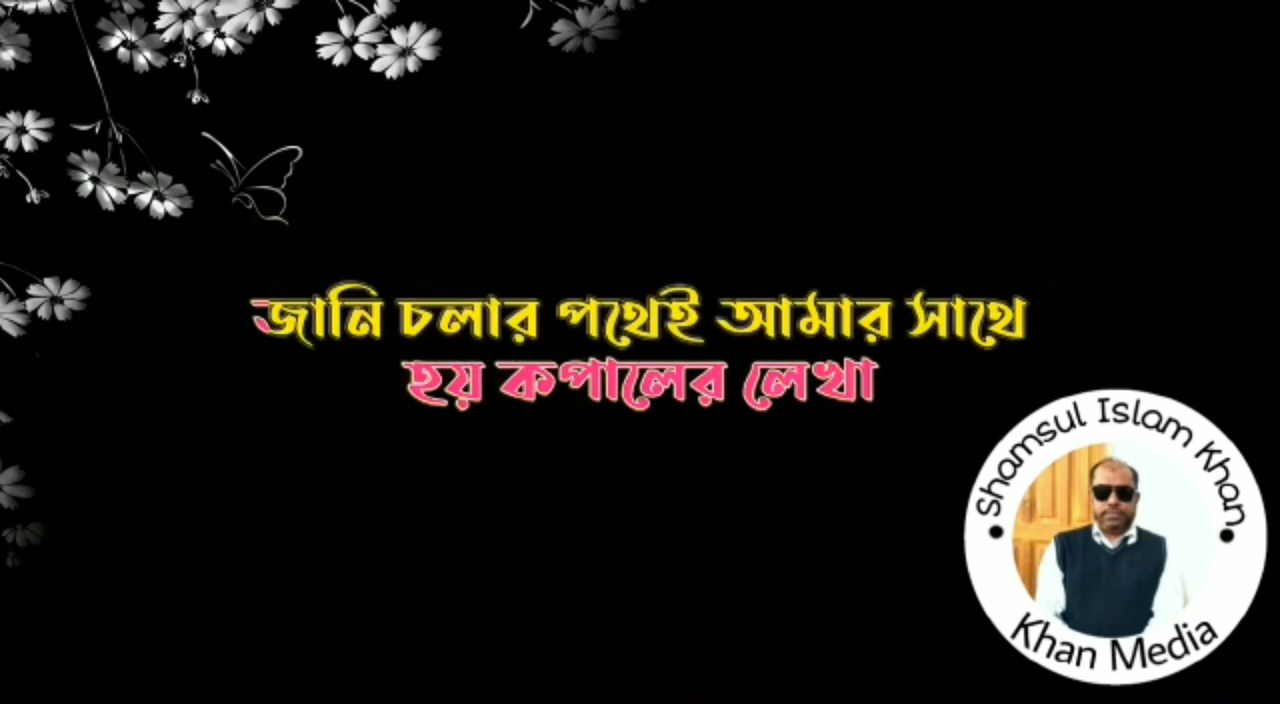 জানি চলার পথেই আমার সাথে
হয় কপালের লেখা
Shamsul Islam Khan
Khan Media